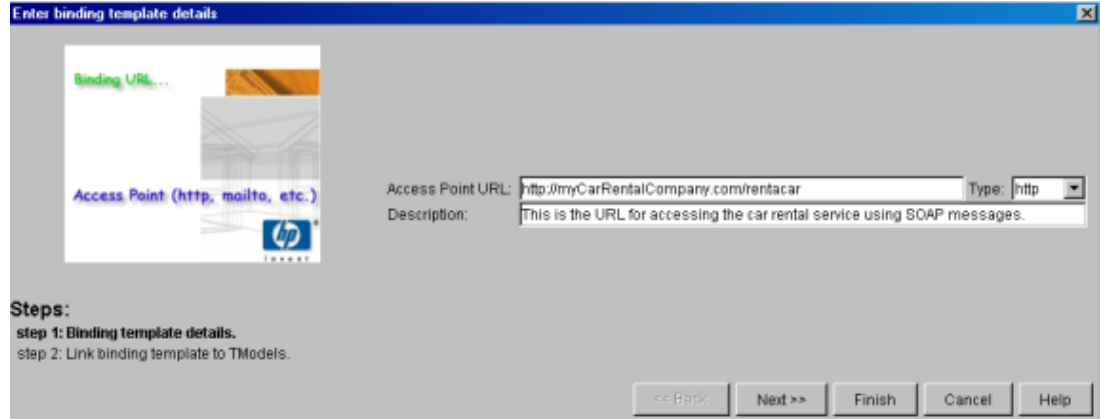 Enter binding template details
Binding URL...
Access Point (http, mailto, etc.)
hp
invent
Access Point URL: http://myCarRentalCompany.com/rentacar Type: http
Description: This is the URL for accessing the car rental service using SOAP messages.
Steps:
step 1: Binding template details.
step 2: Link binding template to TModels.
<< Back Next >> Finish Cancel Help